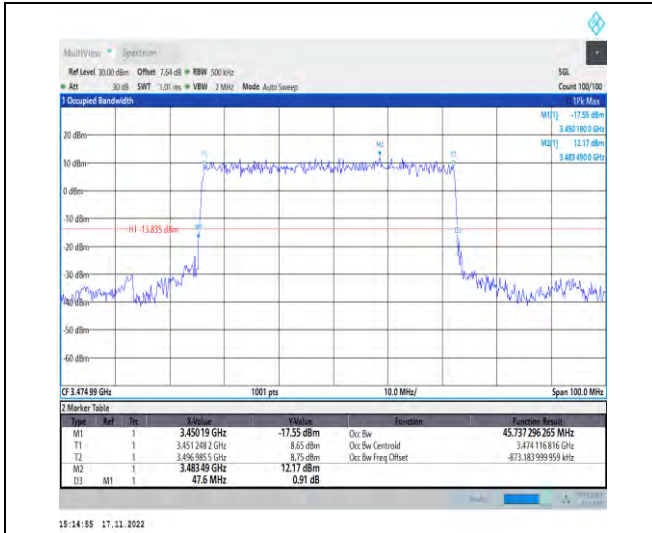 MultiView Spectrum
Ref Level 30.00 dBm Offset 7.64 dB RBW 500 kHz SGL
Att 30 dB SWT 1.01 ms VBW 2 MHz Mode Auto Sweep Count 100/100
1 Occupied Bandwidth 1Pk Max
M1[1] -17.55 dBm
3.450 190 0 GHz
M2[1] 12.17 dBm
3.483 490 0 GHz
20 dBm
M2
T1 T2
10 dBm
0 dBm
-10 dBm
H1 -13.835 dBm
-20 dBm
-30 dBm
-40 dBm
-50 dBm
-60 dBm
CF 3.474 99 GHz 1001 pts 10.0 MHz/ Span 100.0 MHz
2 Marker Table
Type Ref Trc X-Value Y-Value Function Function Result
M1 1 3.45019 GHz -17.55 dBm Occ Bw 45.737 296 265 MHz
T1 1 3.451 248 2 GHz 8.65 dBm Occ Bw Centroid 3.474 116 816 GHz
T2 1 3.496 985 5 GHz 8.75 dBm Occ Bw Freq Offset -873.183 999 959 kHz
M2 1 3.483 49 GHz 12.17 dBm
D3 M1 1 47.6 MHz 0.91 dB
15:14:55 17.11.2022